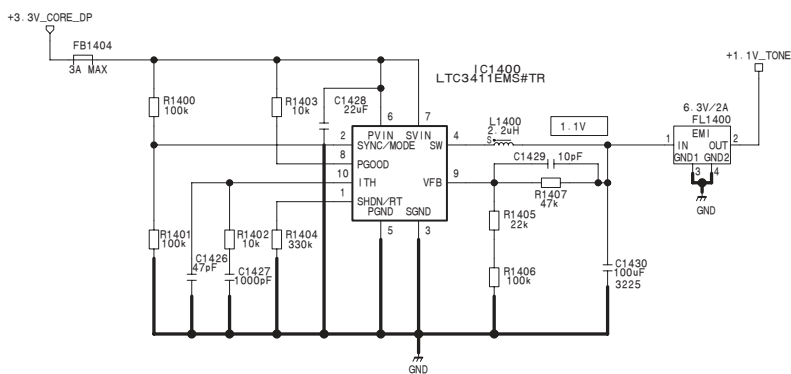 +3.3V_CORE_DP
FB1404
3A MAX
+1.1V_TONE
IC1400
LTC3411EMS#TR
R1400
100k
R1403
10k
C1428
22uF
6
7
PVIN
SVIN
2
SYNC/MODE
SW
4
L1400
2.2uH
S
1.1V
6.3V/2A
FL1400
EMI
1
IN
OUT
2
GND1
GND2
3
4
GND
8
PGOOD
10
ITH
VFB
9
C1429
10pF
R1407
47k
1
SHDN/RT
PGND
SGND
5
3
R1401
100k
C1426
47pF
R1402
10k
C1427
1000pF
R1404
330k
R1405
22k
R1406
100k
C1430
100uF
3225
GND